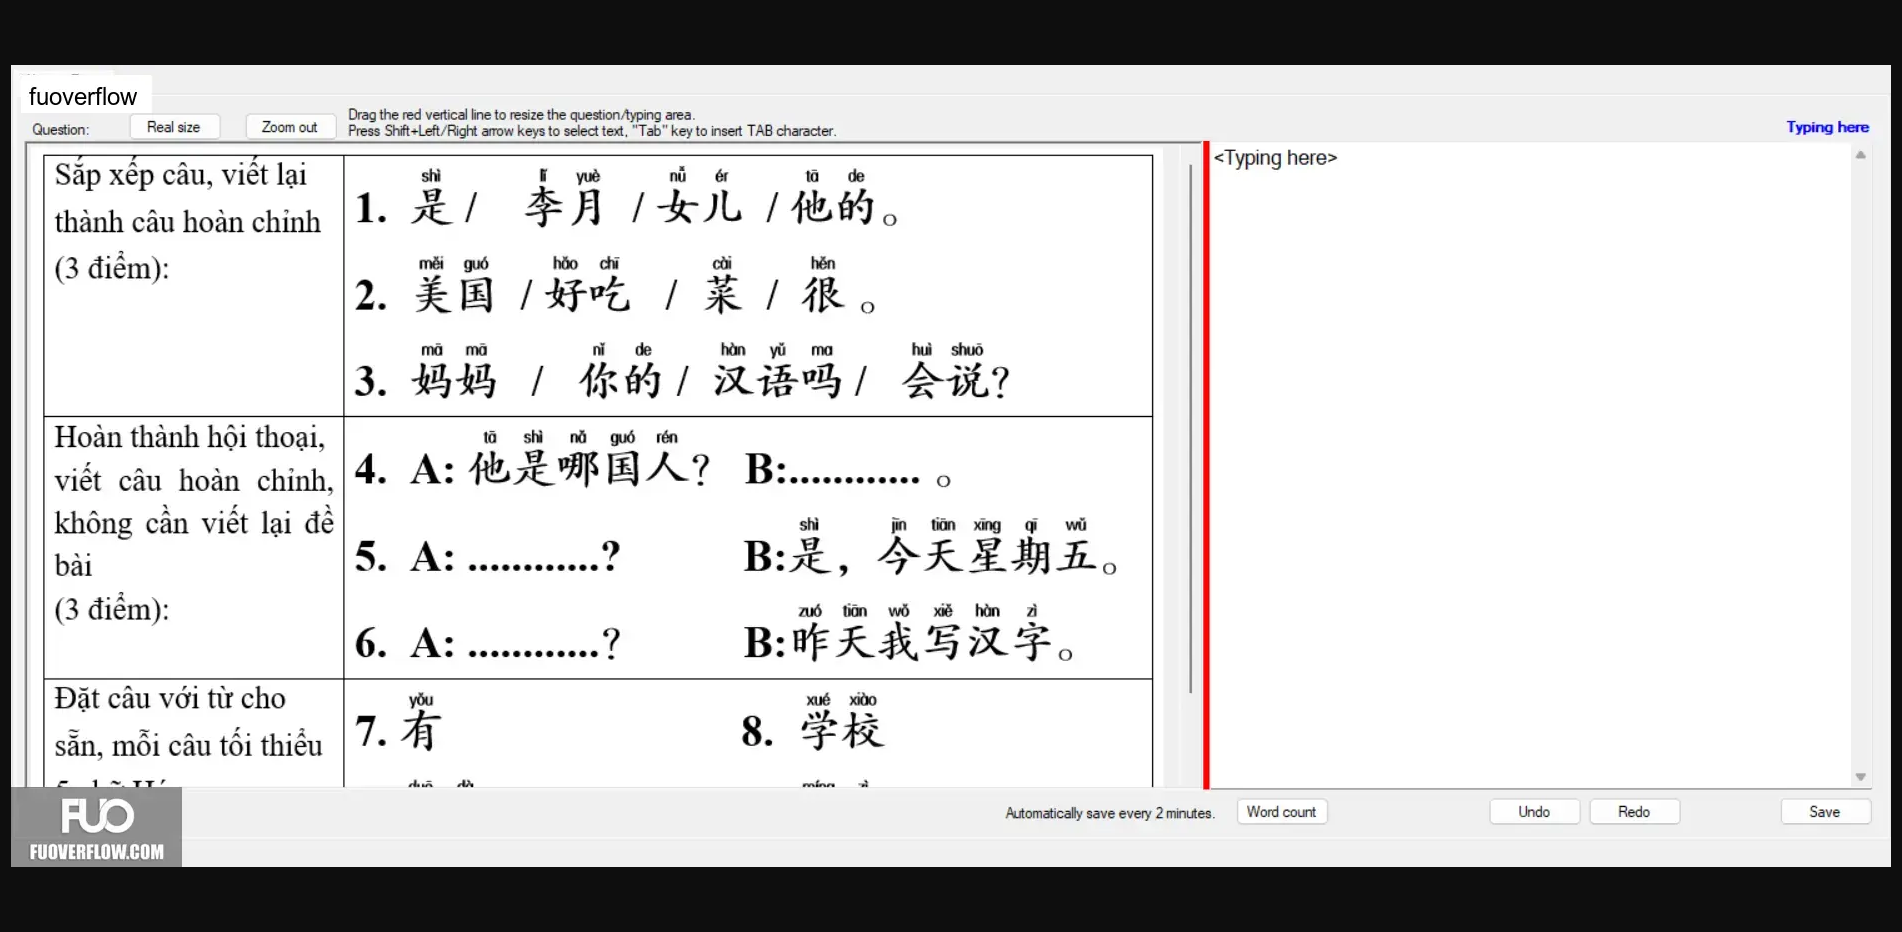 fuoverflow
Question:
Real size
Zoom out
Drag the red vertical line to resize the question/typing area.
Press Shift+Left/Right arrow keys to select text, "Tab" key to insert TAB character.
Typing here
<Typing here>
Sắp xếp câu, viết lại
thành câu hoàn chỉnh
(3 điểm):
shì lǐ yuè nǚ ér tā de
1. 是 / 李月 / 女儿 / 他的。
měi guó hǎo chī cài hěn
2. 美国 / 好吃 / 菜 / 很。
mā mā nǐ de hàn yǔ ma huì shuō
3. 妈妈 / 你的 / 汉语吗 / 会说?
Hoàn thành hội thoại,
viết câu hoàn chỉnh,
không cần viết lại đề
bài
(3 điểm):
tā shì nǎ guó rén
4. A: 他是哪国人? B:............ 。
shì jīn tiān xīng qī wǔ
5. A: ............? B:是，今天星期五。
zuó tiān wǒ xiě hàn zì
6. A: ............? B:昨天我写汉字。
Đặt câu với từ cho
sẵn, mỗi câu tối thiểu
yǒu xué xiào
7. 有 8. 学校
FUO
FUOVERFLOW.COM
Automatically save every 2 minutes.
Word count
Undo
Redo
Save